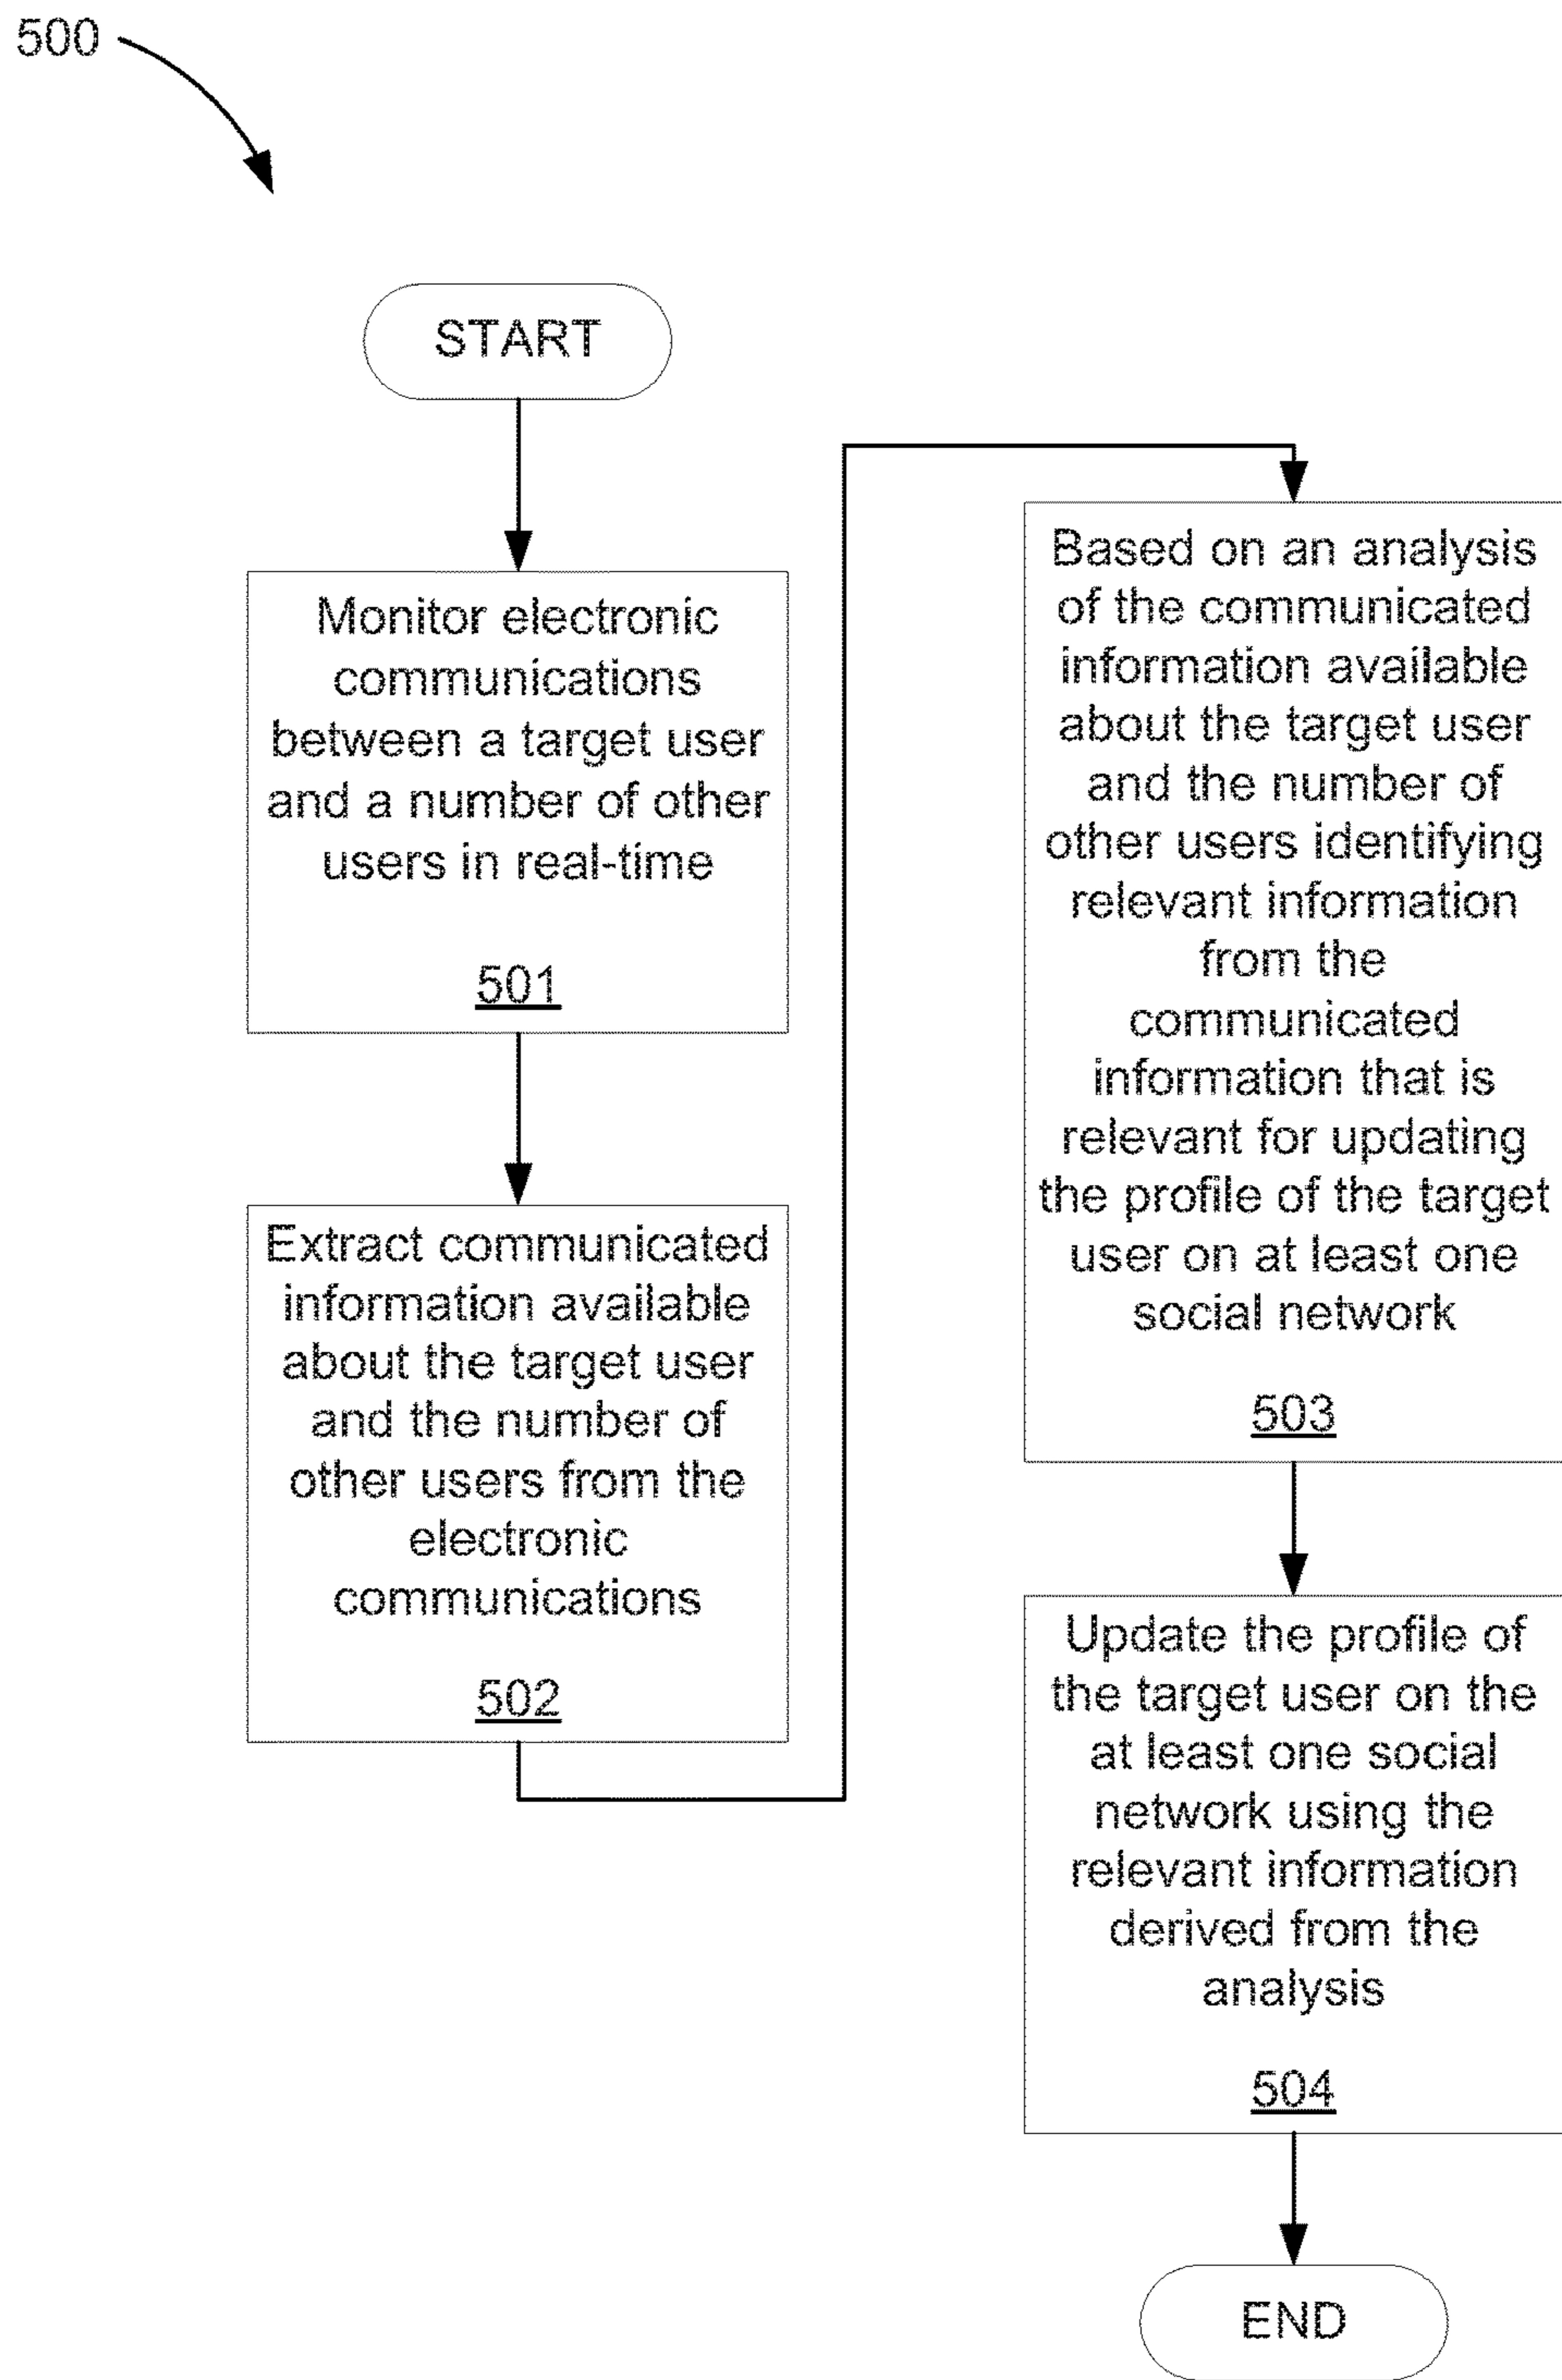 500
START
Monitor electronic
communications
between a target user
and a number of other
users in real-time
501
Extract communicated
information available
about the target user
and the number of
other users from the
electronic
communications
502
Based on an analysis
of the communicated
information available
about the target user
and the number of
other users identifying
relevant information
from the
communicated
information that is
relevant for updating
the profile of the target
user on at least one
social network
503
Update the profile of
the target user on the
at least one social
network using the
relevant information
derived from the
analysis
504
END